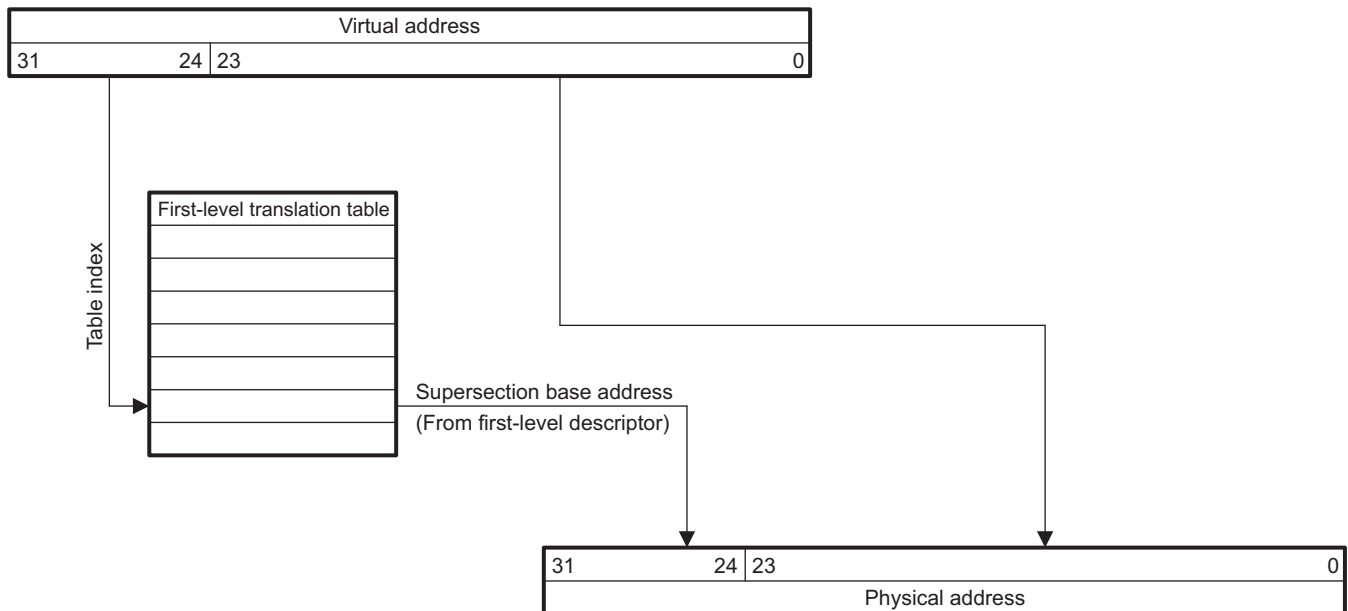 Virtual address
31 24 23 0
First-level translation table
Table index
Supersection base address
(From first-level descriptor)
31 24 23 0
Physical address